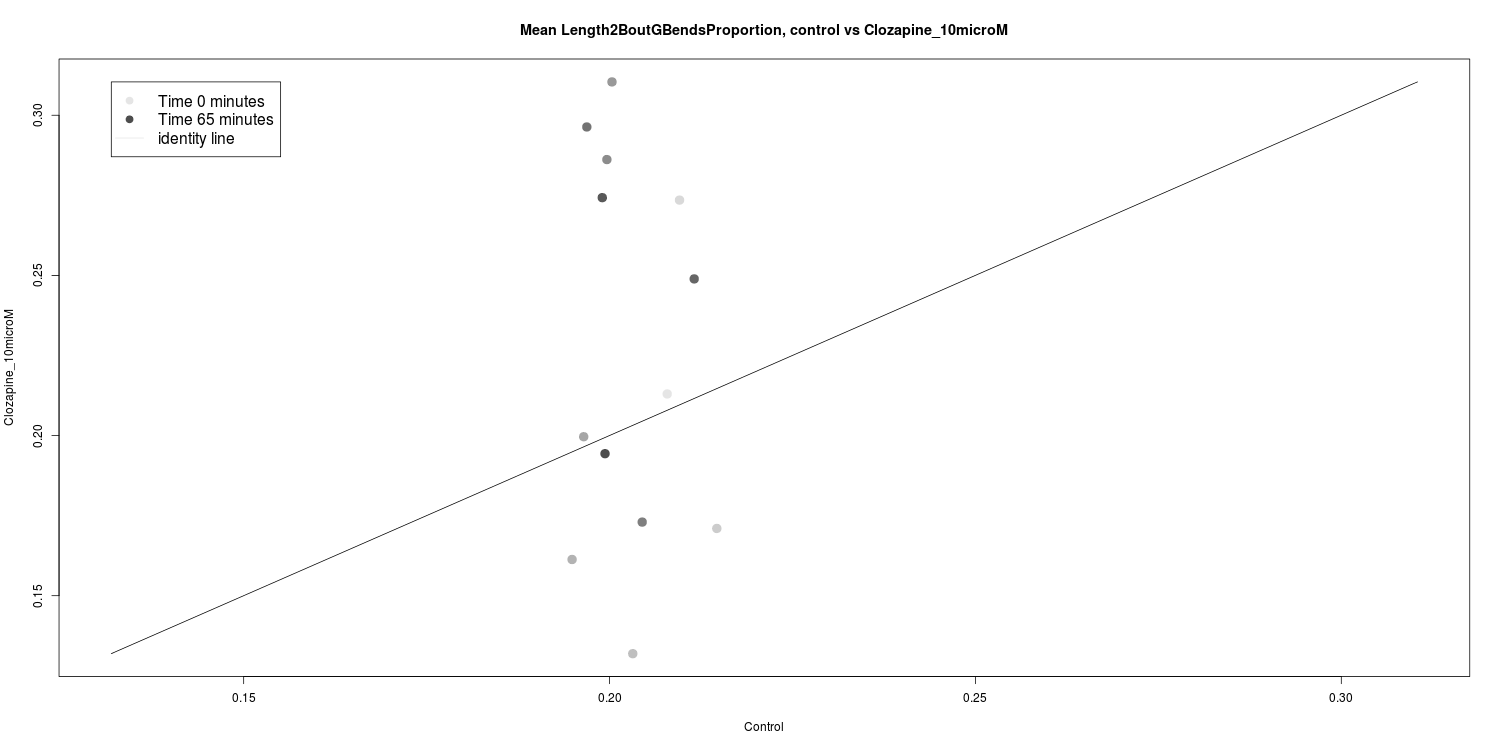 Mean Length2BoutGBendsProportion, control vs Clozapine_10microM
Time 0 minutes
Time 65 minutes
identity line
Clozapine_10microM
0.30
0.25
0.20
0.15
0.15
0.20
0.25
0.30
Control